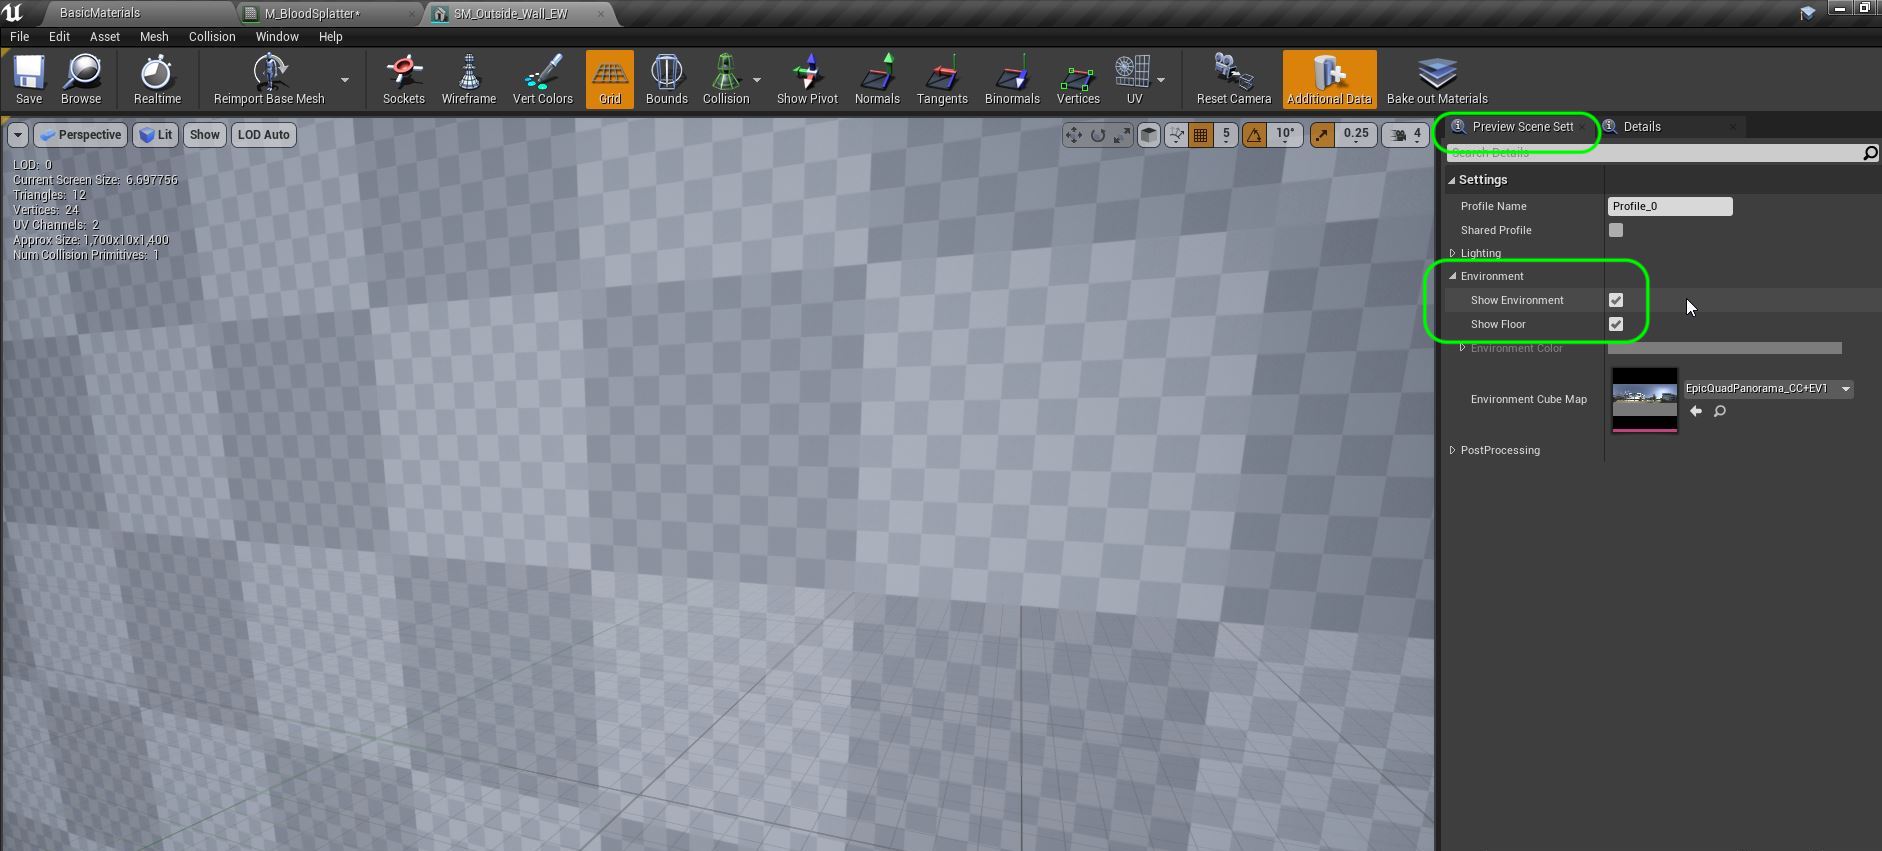 BasicMaterials
M_BloodSplatter*
SM_Outside_Wall_EW
File Edit Asset Mesh Collision Window Help
Save Browse Realtime Reimport Base Mesh Sockets Wireframe Vert Colors Grid Bounds Collision Show Pivot Normals Tangents Binormals Vertices UV Reset Camera Additional Data Bake out Materials
Perspective Lit Show LOD Auto
5 10° 0.25 4
LOD: 0
Current Screen Size: 6.697756
Triangles: 12
Vertices: 24
UV Channels: 2
Approx Size: 1,700x10x1,400
Num Collision Primitives: 1
Preview Scene Sett
Details
Search Details
Settings
Profile Name Profile_0
Shared Profile
Lighting
Environment
Show Environment
Show Floor
Environment Color
Environment Cube Map EpicQuadPanorama_CC+EV1
PostProcessing